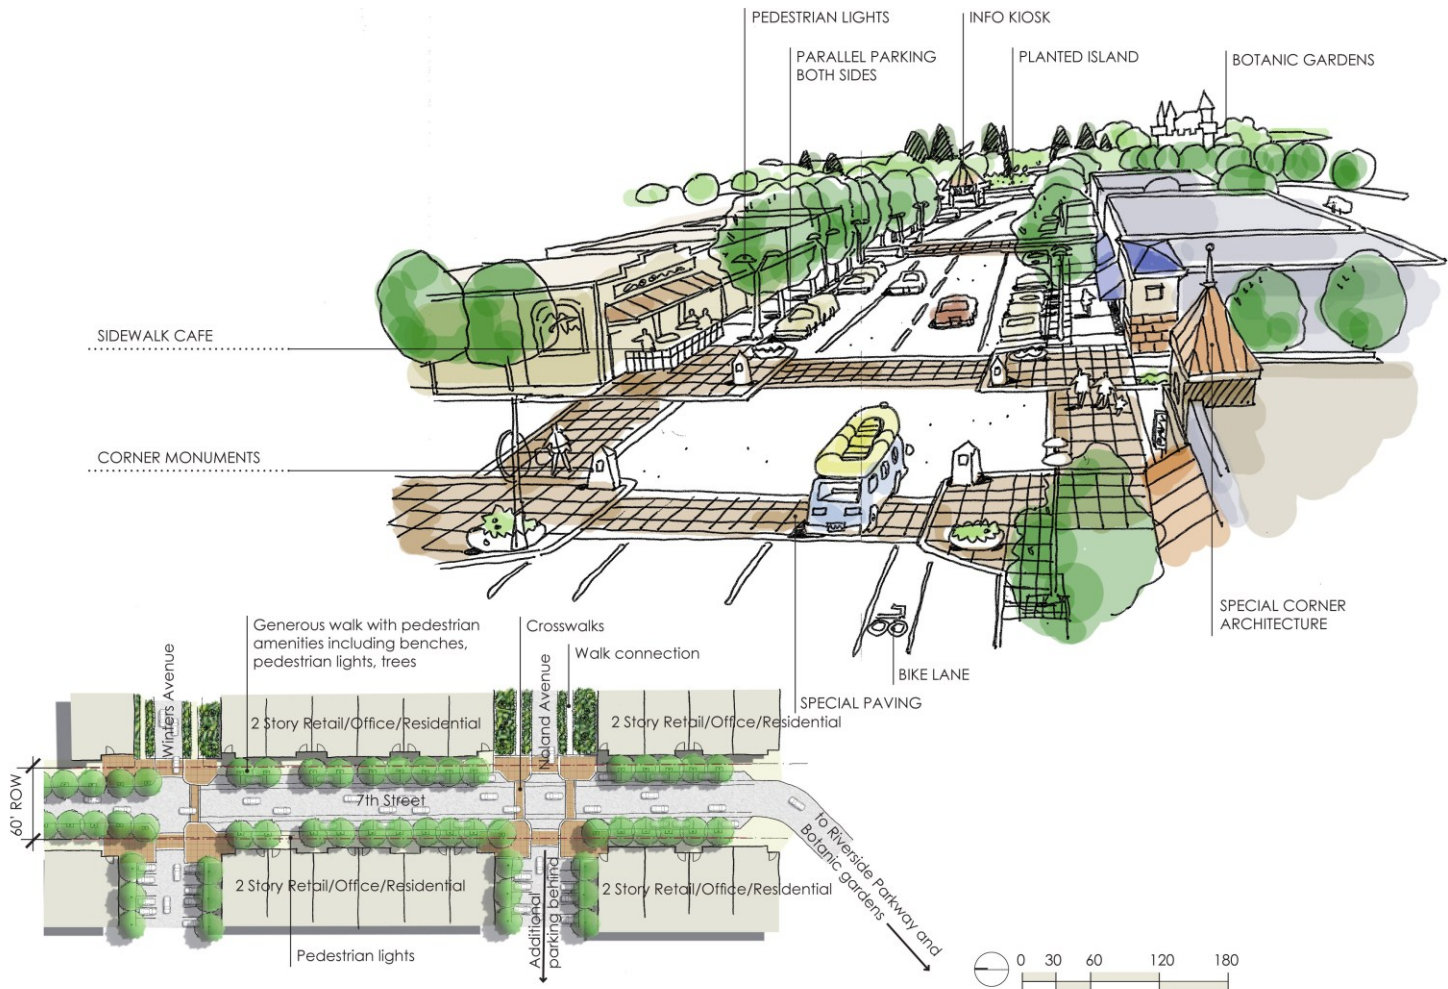 PEDESTRIAN LIGHTS
INFO KIOSK
PARALLEL PARKING
BOTH SIDES
PLANTED ISLAND
BOTANIC GARDENS
SIDEWALK CAFE
CORNER MONUMENTS
SPECIAL CORNER
ARCHITECTURE
BIKE LANE
SPECIAL PAVING
Generous walk with pedestrian
amenities including benches,
pedestrian lights, trees
Crosswalks
Walk connection
Winters Avenue
2 Story Retail/Office/Residential
Noland Avenue
2 Story Retail/Office/Residential
60' ROW
7th Street
to Riverside Parkway and
Botanic gardens
2 Story Retail/Office/Residential
2 Story Retail/Office/Residential
Additional
parking behind
Pedestrian lights
0 30 60 120 180